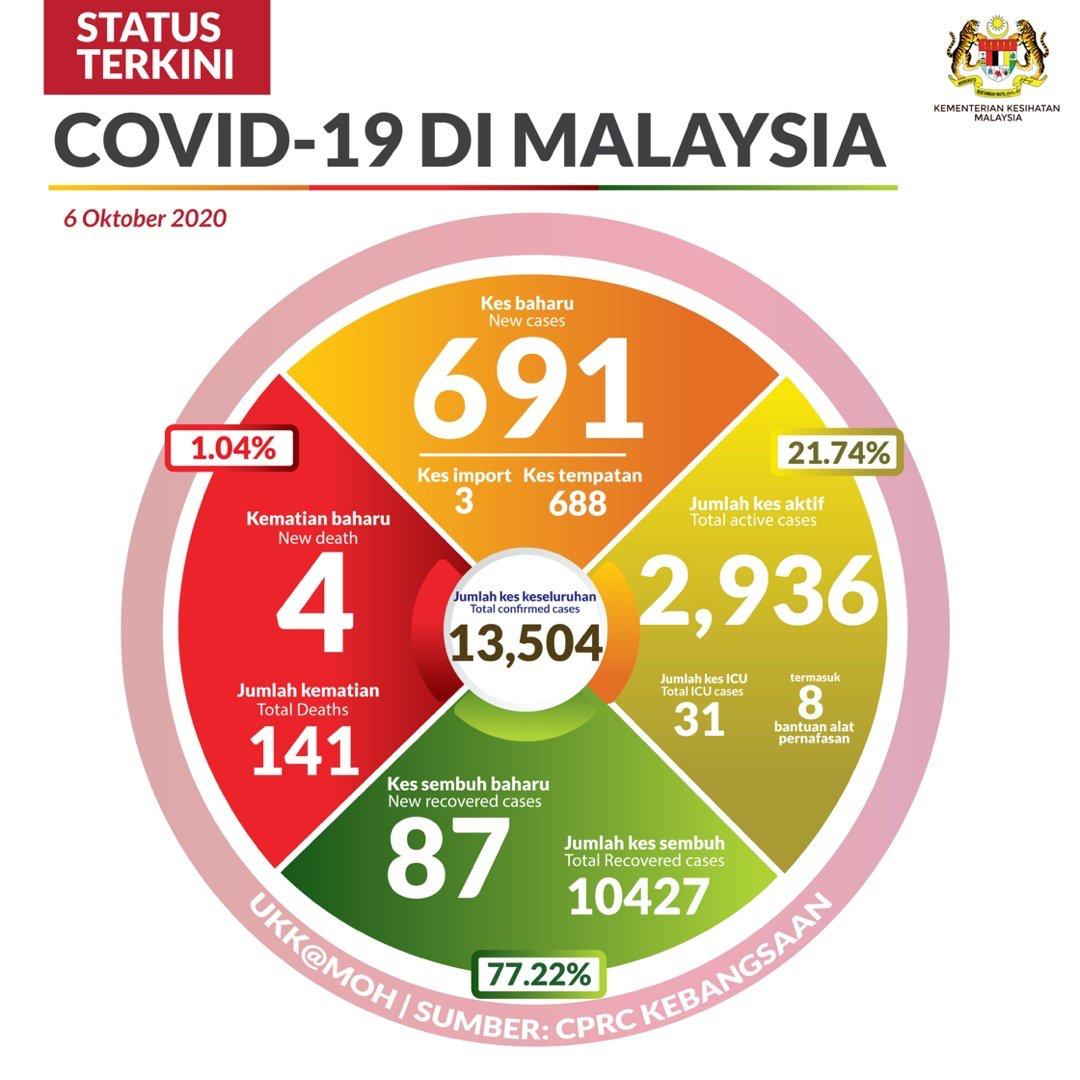 STATUS
TERKINI
KEMENTERIAN KESIHATAN
MALAYSIA
COVID-19 DI MALAYSIA
6 Oktober 2020
Kes baharu
New cases
691
Kes import
3
Kes tempatan
688
1.04%
Kematian baharu
New death
4
Jumlah kematian
Total Deaths
141
21.74%
Jumlah kes aktif
Total active cases
2,936
Jumlah kes ICU
Total ICU cases
31
termasuk
8
bantuan alat
pernafasan
Jumlah kes keseluruhan
Total confirmed cases
13,504
Kes sembuh baharu
New recovered cases
87
Jumlah kes sembuh
Total Recovered cases
10427
77.22%
UKK@MOH | SUMBER: CPRC KEBANGSAAN